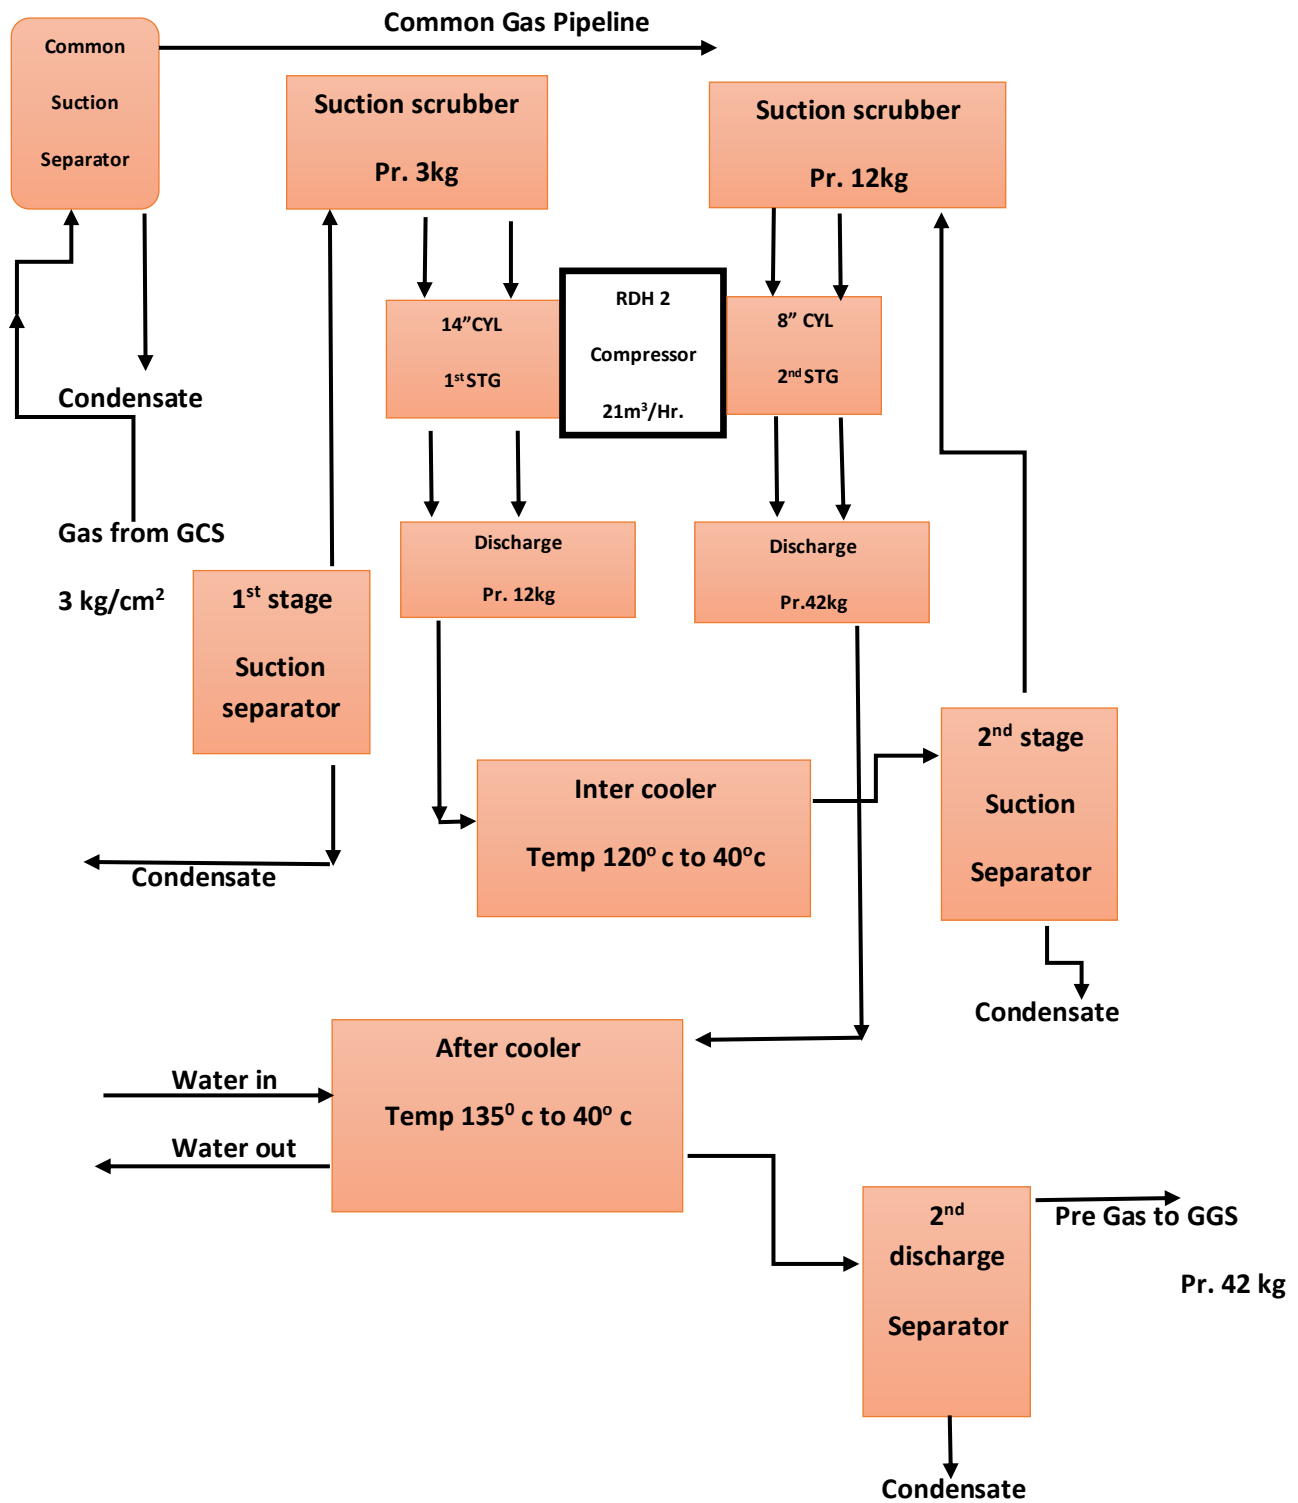 Common Gas Pipeline
Common
Suction
Separator
Suction scrubber
Pr. 3kg
Suction scrubber
Pr. 12kg
14”CYL
1st STG
RDH 2
Compressor
21m³/Hr.
8” CYL
2nd STG
Condensate
Gas from GCS
3 kg/cm²
1st stage
Suction
separator
Discharge
Pr. 12kg
Discharge
Pr.42kg
Inter cooler
Temp 120º c to 40ºc
2nd stage
Suction
Separator
Condensate
Condensate
After cooler
Temp 135⁰ c to 40º c
Water in
Water out
2nd
discharge
Separator
Pre Gas to GGS
Pr. 42 kg
Condensate